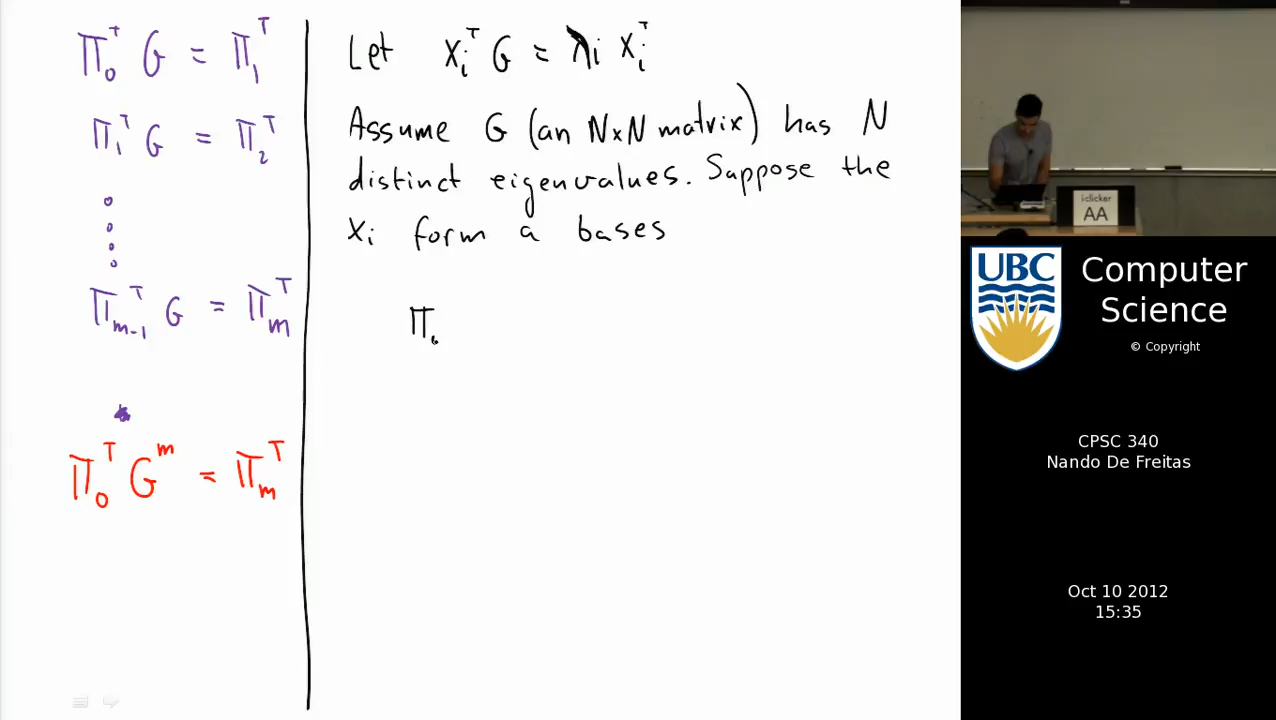 Π₀ᵀ G = Π₁ᵀ
Π₁ᵀ G = Π₂ᵀ
Πₘ₋₁ᵀ G = Πₘᵀ
Π₀ᵀ Gᵐ = Πₘᵀ
Let xᵢᵀ G = λi xᵢᵀ
Assume G (an N×N matrix) has N
distinct eigenvalues. Suppose the
xᵢ form a bases
Π₀
i clicker
AA
UBC
Computer
Science
© Copyright
CPSC 340
Nando De Freitas
Oct 10 2012
15:35